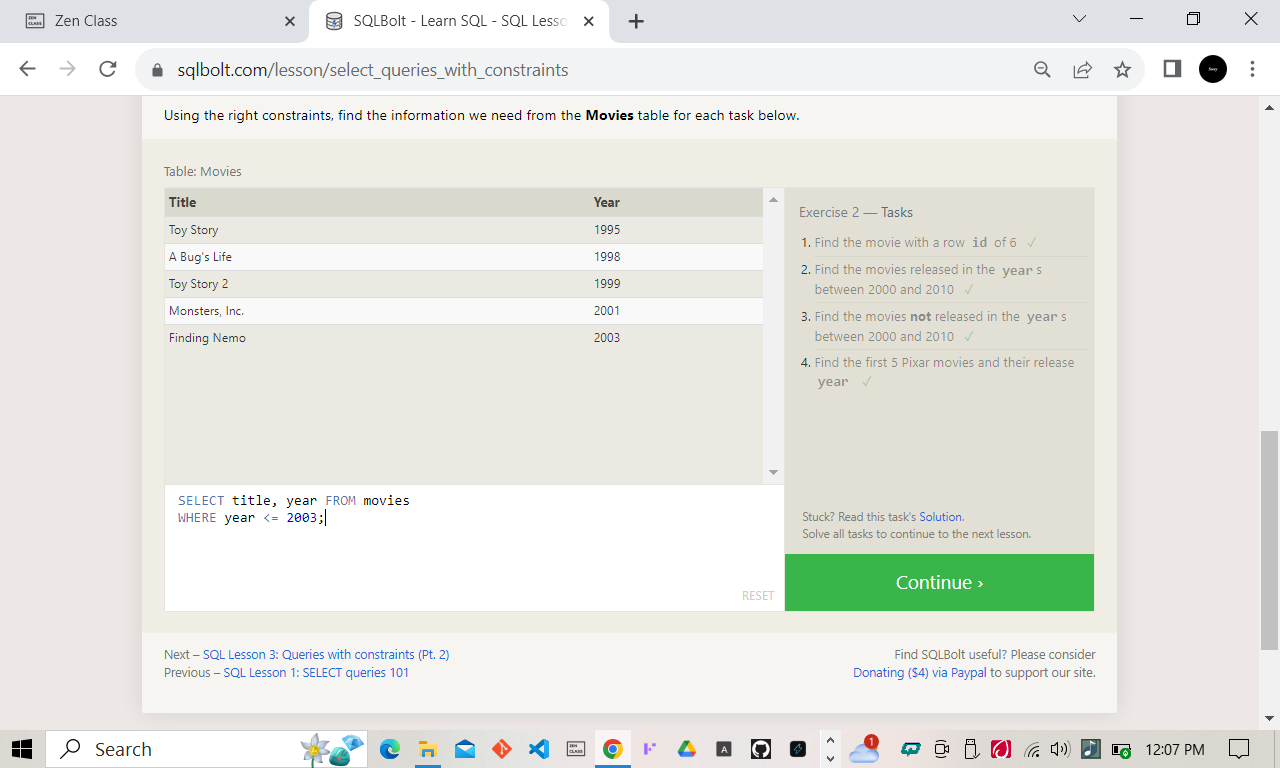 Zen Class
SQLBolt - Learn SQL - SQL Lesso
sqlbolt.com/lesson/select_queries_with_constraints
Using the right constraints, find the information we need from the Movies table for each task below.
Table: Movies
Title Year
Toy Story 1995
A Bug's Life 1998
Toy Story 2 1999
Monsters, Inc. 2001
Finding Nemo 2003
SELECT title, year FROM movies
WHERE year <= 2003;
RESET
Exercise 2 — Tasks
1. Find the movie with a row id of 6 ✓
2. Find the movies released in the year s
between 2000 and 2010 ✓
3. Find the movies not released in the year s
between 2000 and 2010 ✓
4. Find the first 5 Pixar movies and their release
year ✓
Stuck? Read this task's Solution.
Solve all tasks to continue to the next lesson.
Continue ›
Next – SQL Lesson 3: Queries with constraints (Pt. 2)
Previous – SQL Lesson 1: SELECT queries 101
Find SQLBolt useful? Please consider
Donating ($4) via Paypal to support our site.
Search
1
12:07 PM